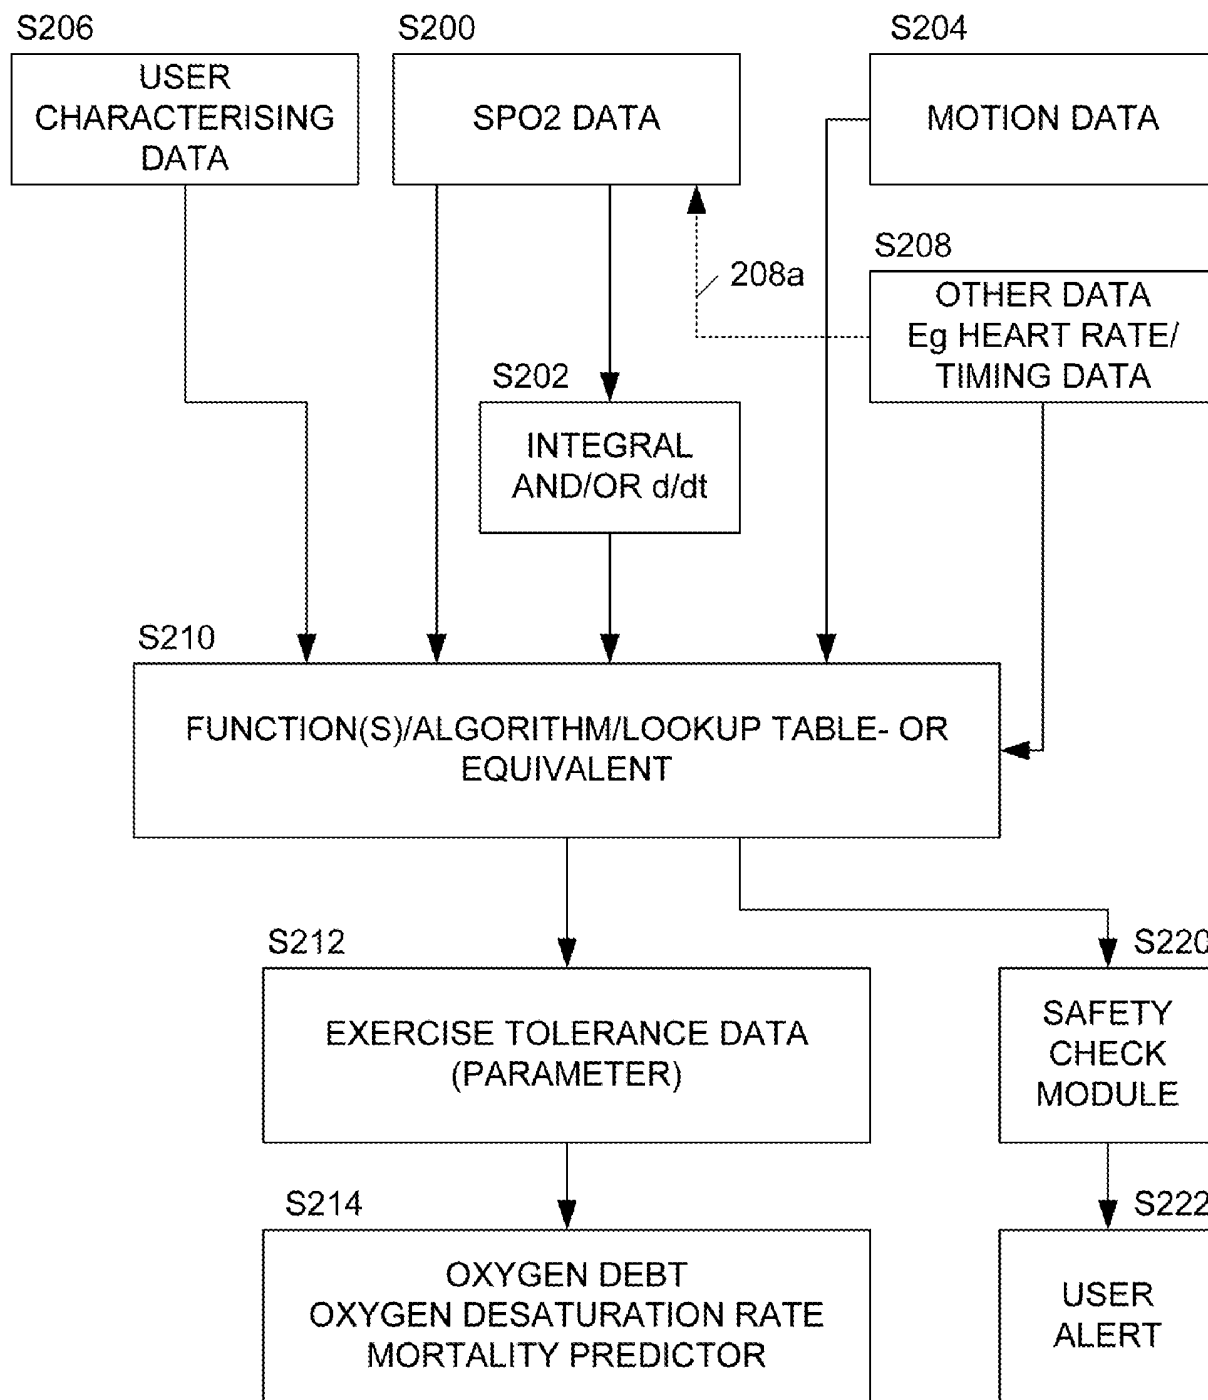 S206
USER
CHARACTERISING
DATA
S200
SPO2 DATA
S204
MOTION DATA
208a
S208
OTHER DATA
Eg HEART RATE/
TIMING DATA
S202
INTEGRAL
AND/OR d/dt
S210
FUNCTION(S)/ALGORITHM/LOOKUP TABLE- OR
EQUIVALENT
S212
EXERCISE TOLERANCE DATA
(PARAMETER)
S220
SAFETY
CHECK
MODULE
S214
OXYGEN DEBT
OXYGEN DESATURATION RATE
MORTALITY PREDICTOR
S222
USER
ALERT